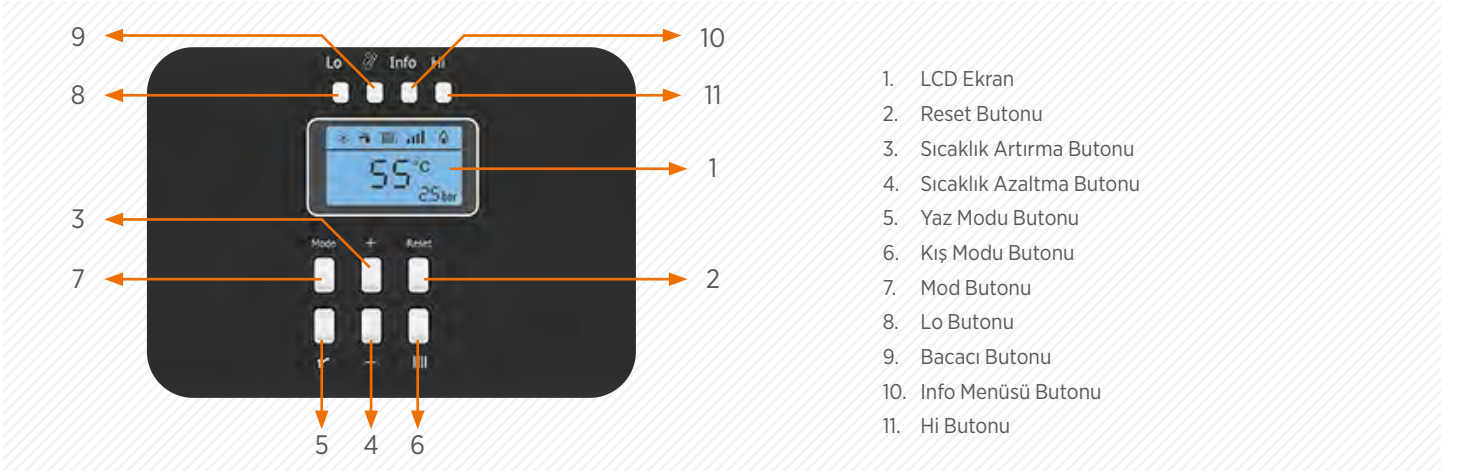 9
10
Lo Info Hi
8
11
55 °C
1
25 bar
3
Mode + Reset
7
2
-
5 4 6
1. LCD Ekran
2. Reset Butonu
3. Sıcaklık Artırma Butonu
4. Sıcaklık Azaltma Butonu
5. Yaz Modu Butonu
6. Kış Modu Butonu
7. Mod Butonu
8. Lo Butonu
9. Bacacı Butonu
10. Info Menüsü Butonu
11. Hi Butonu